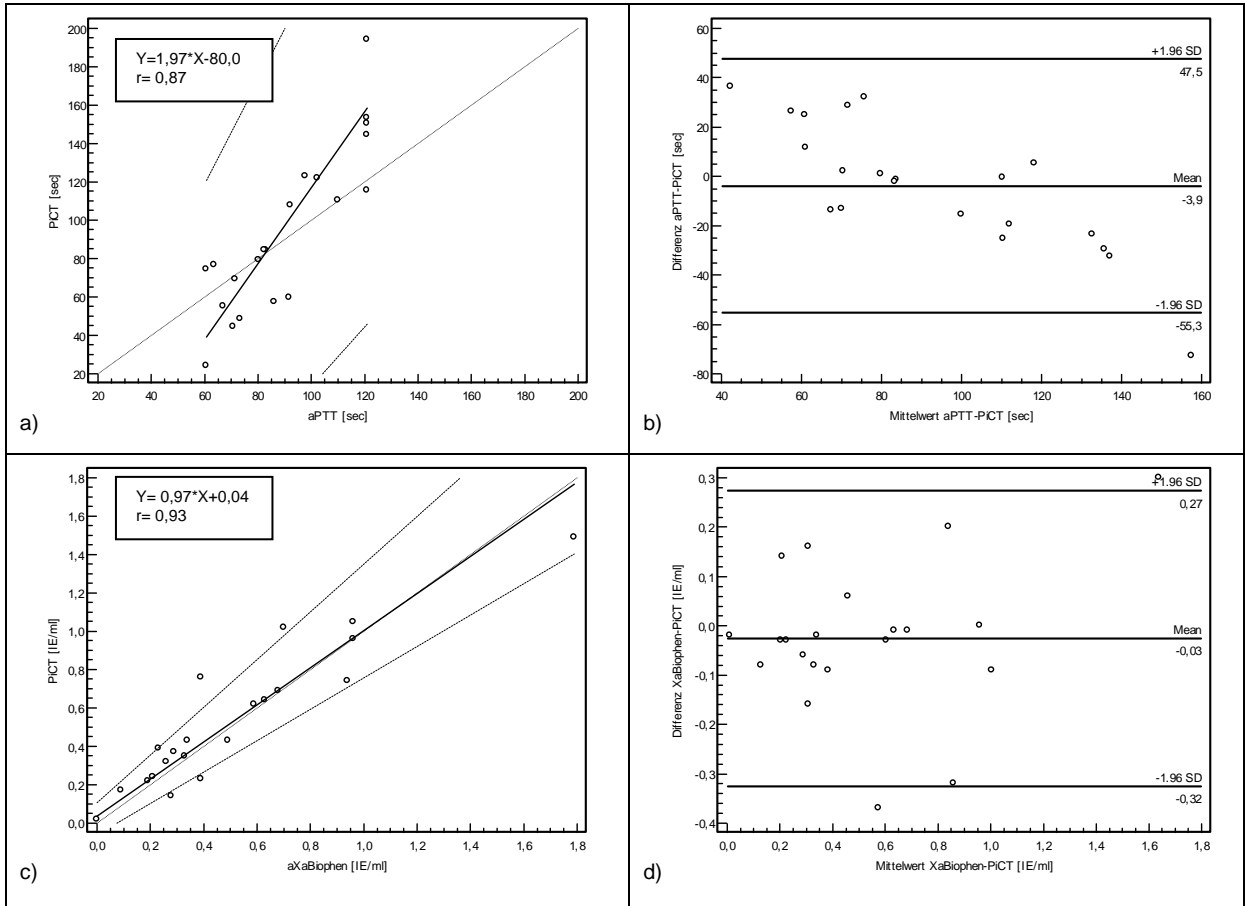 Y=1,97*X-80,0
r= 0,87
200
180
160
140
120
100
80
60
40
20
PiCT [sec]
20 40 60 80 100 120 140 160 180 200
aPTT [sec]
a)
60
40
20
0
-20
-40
-60
-80
Differenz aPTT-PiCT [sec]
+1.96 SD
47,5
Mean
-3,9
-1.96 SD
-55,3
40 60 80 100 120 140 160
Mittelwert aPTT-PiCT [sec]
b)
Y= 0,97*X+0,04
r= 0,93
1,8
1,6
1,4
1,2
1,0
0,8
0,6
0,4
0,2
0,0
PiCT [IE/ml]
0,0 0,2 0,4 0,6 0,8 1,0 1,2 1,4 1,6 1,8
aXaBiophen [IE/ml]
c)
0,3
0,2
0,1
0,0
-0,1
-0,2
-0,3
-0,4
Differenz XaBiophen-PiCT [IE/ml]
+1.96 SD
0,27
Mean
-0,03
-1.96 SD
-0,32
0,0 0,2 0,4 0,6 0,8 1,0 1,2 1,4 1,6 1,8
Mittelwert XaBiophen-PiCT [IE/ml]
d)